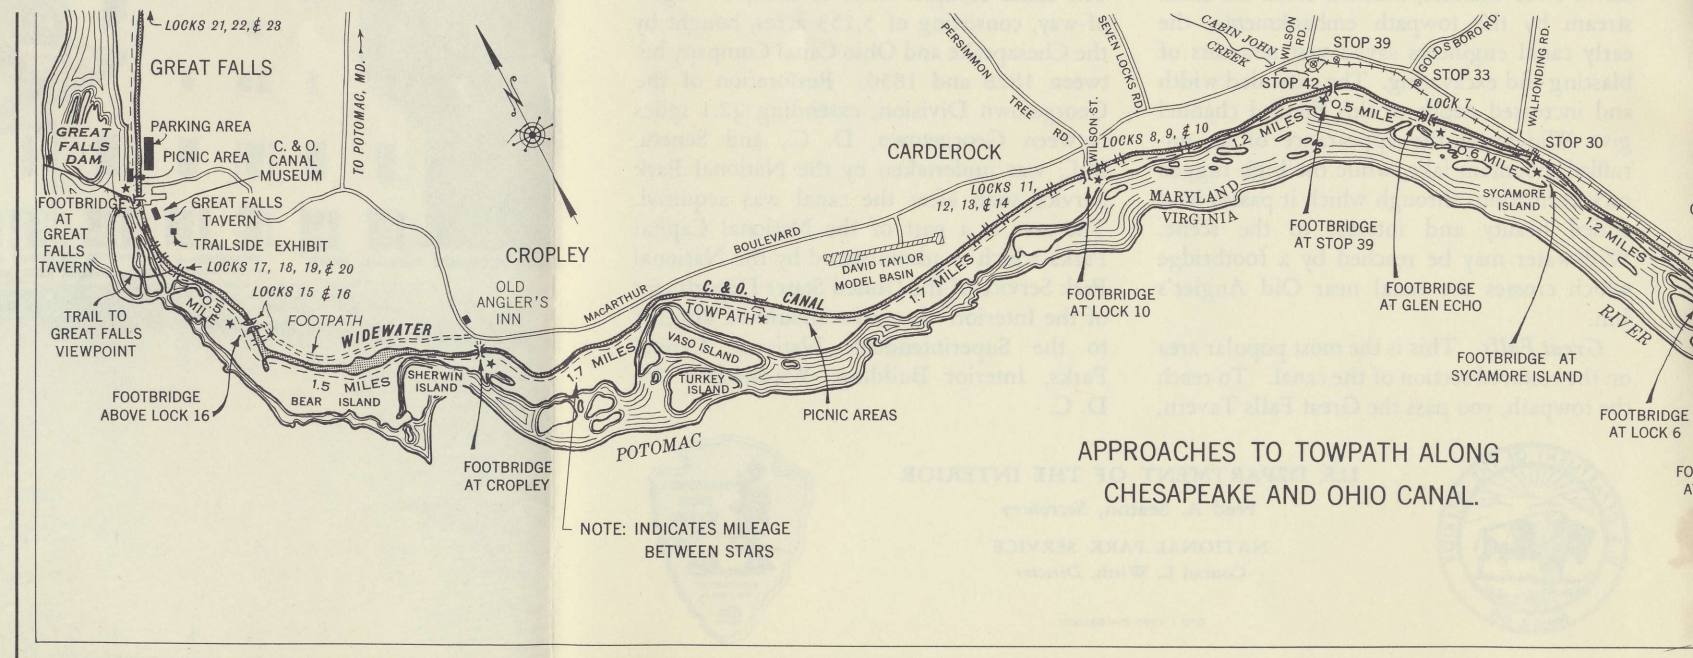 LOCKS 21, 22, & 23
GREAT FALLS
TO POTOMAC, MD.
GREAT
FALLS
DAM
PARKING AREA
PICNIC AREA
C. & O.
CANAL
MUSEUM
FOOTBRIDGE
AT
GREAT
FALLS
TAVERN
GREAT FALLS
TAVERN
TRAILSIDE EXHIBIT
LOCKS 17, 18, 19, & 20
LOCKS 15 & 16
0.5
MILE
FOOTPATH
WIDEWATER
TRAIL TO
GREAT FALLS
VIEWPOINT
FOOTBRIDGE
ABOVE LOCK 16
1.5 MILES
BEAR ISLAND
SHERWIN
ISLAND
OLD
ANGLER'S
INN
CROPLEY
FOOTBRIDGE
AT CROPLEY
1.7 MILES
NOTE: INDICATES MILEAGE
BETWEEN STARS
POTOMAC
MACARTHUR BOULEVARD
C. & O. CANAL
TOWPATH
VASO ISLAND
TURKEY
ISLAND
PICNIC AREAS
DAVID TAYLOR
MODEL BASIN
1.7 MILES
CARDEROCK
LOCKS 11,
12, 13, & 14
PERSIMMON TREE RD.
SEVEN LOCKS RD.
WILSON ST.
LOCKS 8, 9, & 10
FOOTBRIDGE
AT LOCK 10
MARYLAND
VIRGINIA
1.2 MILES
CABIN JOHN
CREEK
WILSON
RD.
STOP 39
STOP 42
GOLDSBORO RD.
STOP 33
0.5 MILE
LOCK 7
WALHONDING RD.
STOP 30
0.6 MILE
SYCAMORE
ISLAND
FOOTBRIDGE
AT STOP 39
FOOTBRIDGE
AT GLEN ECHO
1.2 MILES
RIVER
FOOTBRIDGE AT
SYCAMORE ISLAND
FOOTBRIDGE
AT LOCK 6
APPROACHES TO TOWPATH ALONG
CHESAPEAKE AND OHIO CANAL.